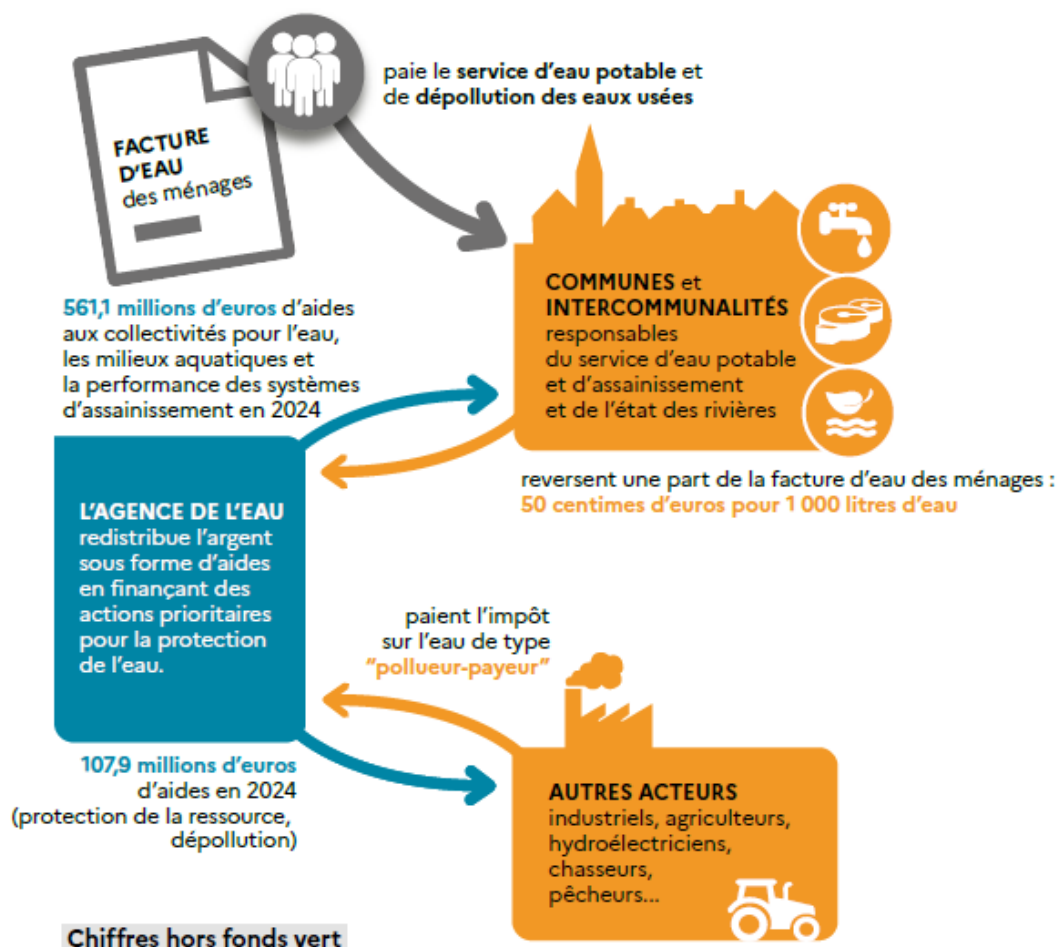 FACTURE
D'EAU
des ménages
paie le service d'eau potable et
de dépollution des eaux usées
COMMUNES et
INTERCOMMUNALITÉS
responsables
du service d'eau potable
et d'assainissement
et de l'état des rivières
561,1 millions d'euros d'aides
aux collectivités pour l'eau,
les milieux aquatiques et
la performance des systèmes
d'assainissement en 2024
reversent une part de la facture d'eau des ménages :
50 centimes d'euros pour 1 000 litres d'eau
L'AGENCE DE L'EAU
redistribue l'argent
sous forme d'aides
en finançant des
actions prioritaires
pour la protection
de l'eau.
paient l'impôt
sur l'eau de type
"pollueur-payeur"
107,9 millions d'euros
d'aides en 2024
(protection de la ressource,
dépollution)
AUTRES ACTEURS
industriels, agriculteurs,
hydroélectriciens,
chasseurs,
pêcheurs...
Chiffres hors fonds vert